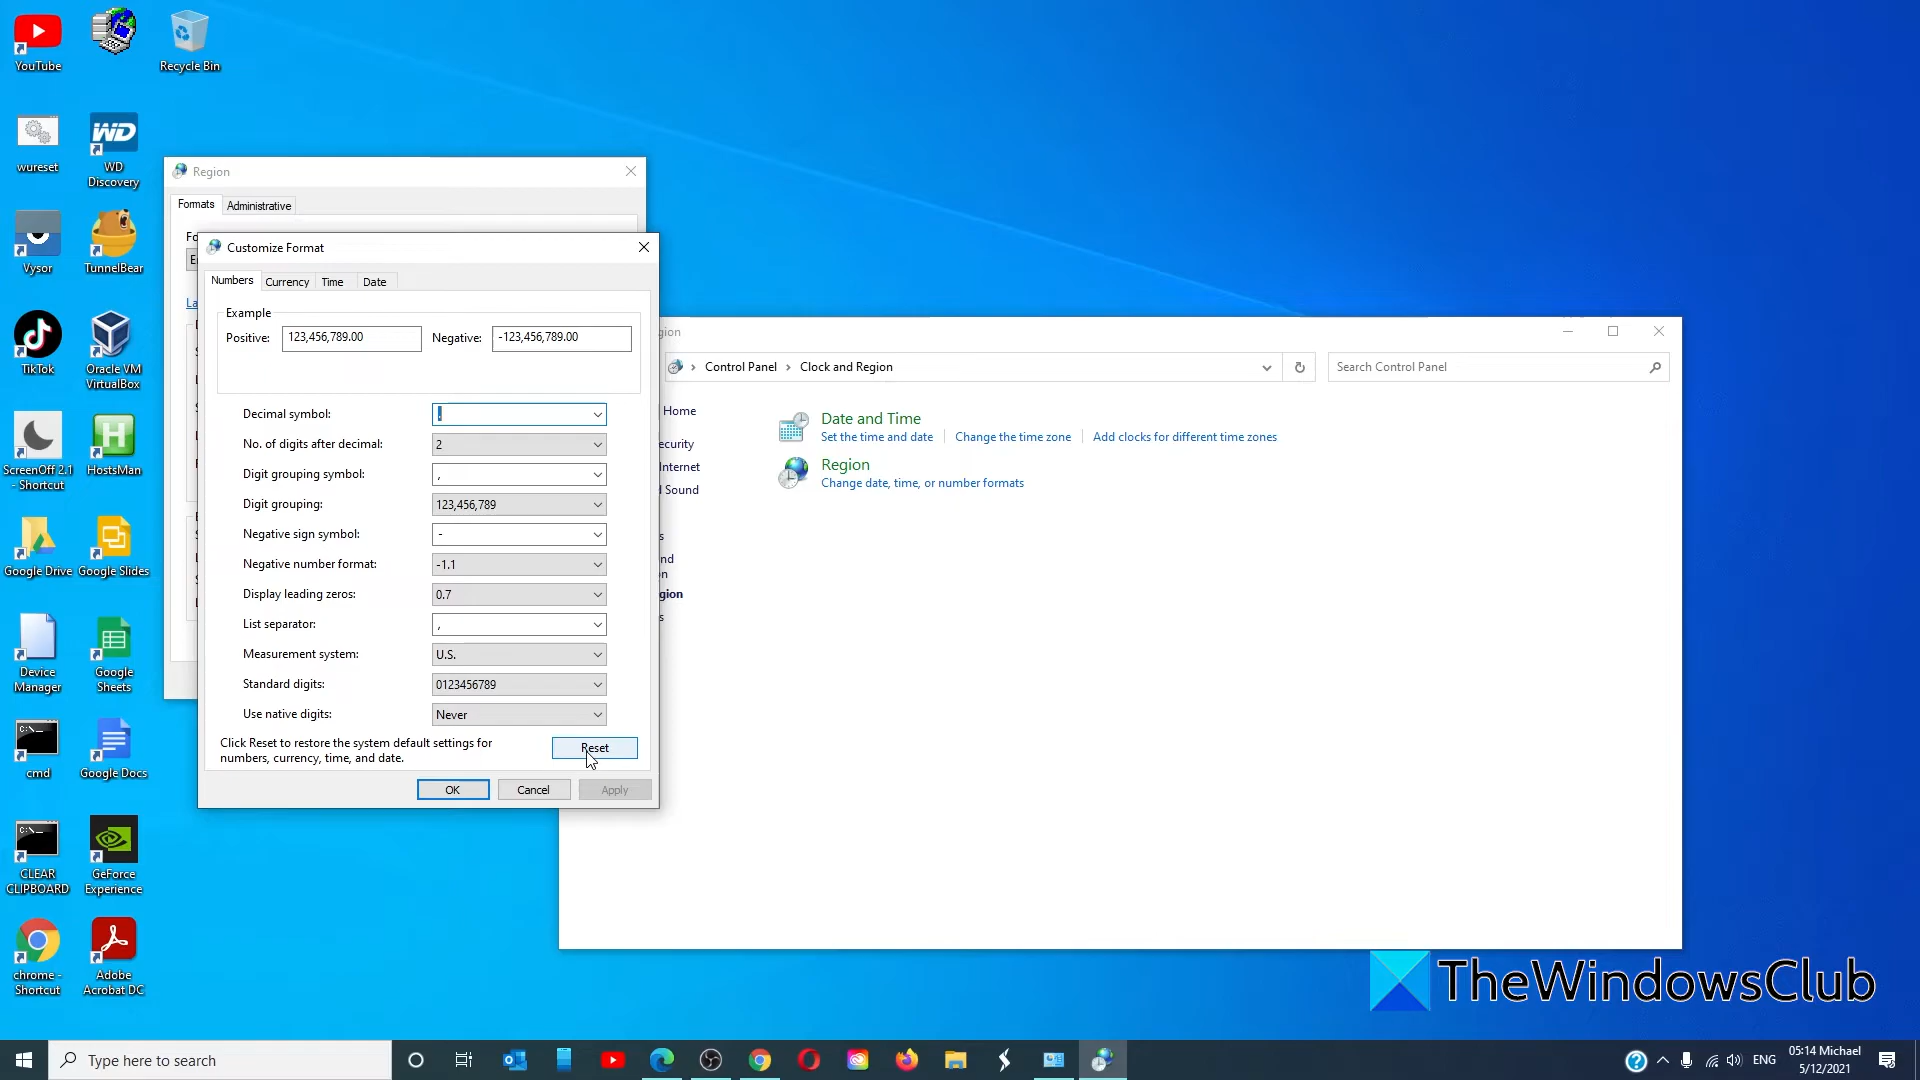 YouTube
Recycle Bin
wureset
WD
Discovery
Vysor
TunnelBear
TikTok
Oracle VM
VirtualBox
ScreenOff 2.1
- Shortcut
HostsMan
Google Drive
Google Slides
Device
Manager
Google
Sheets
cmd
Google Docs
CLEAR
CLIPBOARD
GeForce
Experience
chrome -
Shortcut
Adobe
Acrobat DC
Region
Formats
Administrative
Fo
La
Customize Format
Numbers
Currency
Time
Date
Example
Positive:
123,456,789.00
Negative:
-123,456,789.00
Decimal symbol:
.
No. of digits after decimal:
2
Digit grouping symbol:
,
Digit grouping:
123,456,789
Negative sign symbol:
-
Negative number format:
-1.1
Display leading zeros:
0.7
List separator:
,
Measurement system:
U.S.
Standard digits:
0123456789
Use native digits:
Never
Click Reset to restore the system default settings for
numbers, currency, time, and date.
Reset
OK
Cancel
Apply
gion
Control Panel > Clock and Region
Search Control Panel
Home
ecurity
Internet
d Sound
s
nd
n
gion
s
Date and Time
Set the time and date
Change the time zone
Add clocks for different time zones
Region
Change date, time, or number formats
TheWindowsClub
Type here to search
ENG
05:14 Michael
5/12/2021